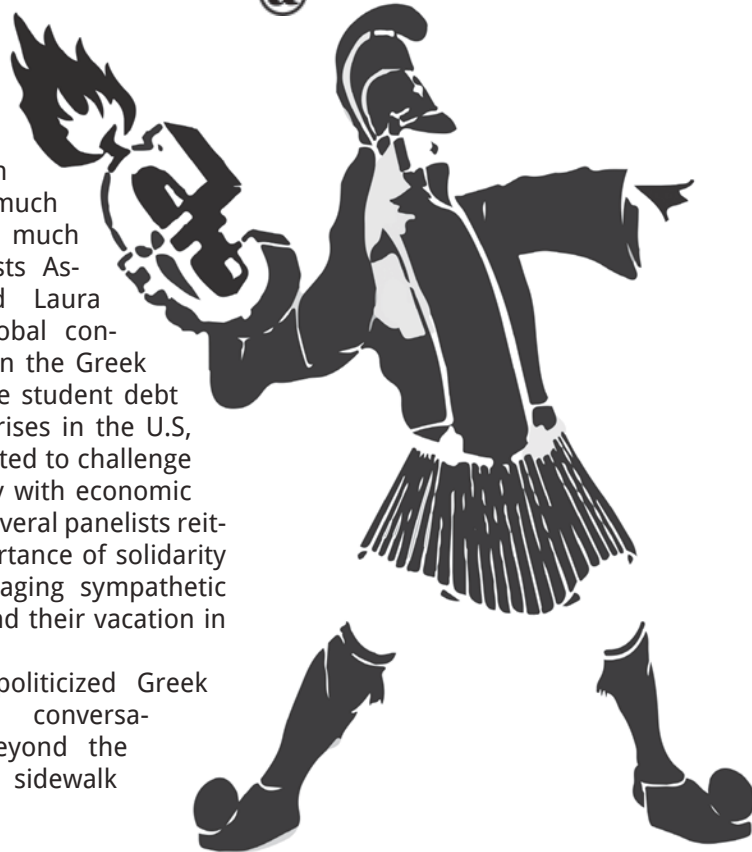 @
n
much
much
sts As-
d Laura
obal con-
n the Greek
e student debt
rises in the U.S,
ted to challenge
y with economic
veral panelists reit-
rtance of solidarity
aging sympathetic
nd their vacation in
politicized Greek
conversa-
eyond the
sidewalk